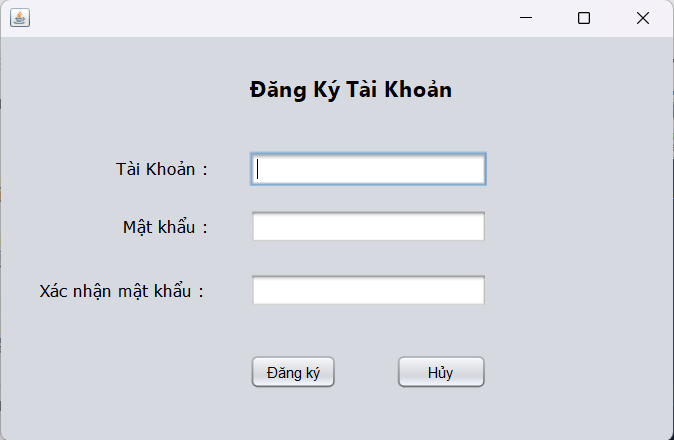 Đăng Ký Tài Khoản
Tài Khoản :
Mật khẩu :
Xác nhận mật khẩu :
Đăng ký Hủy